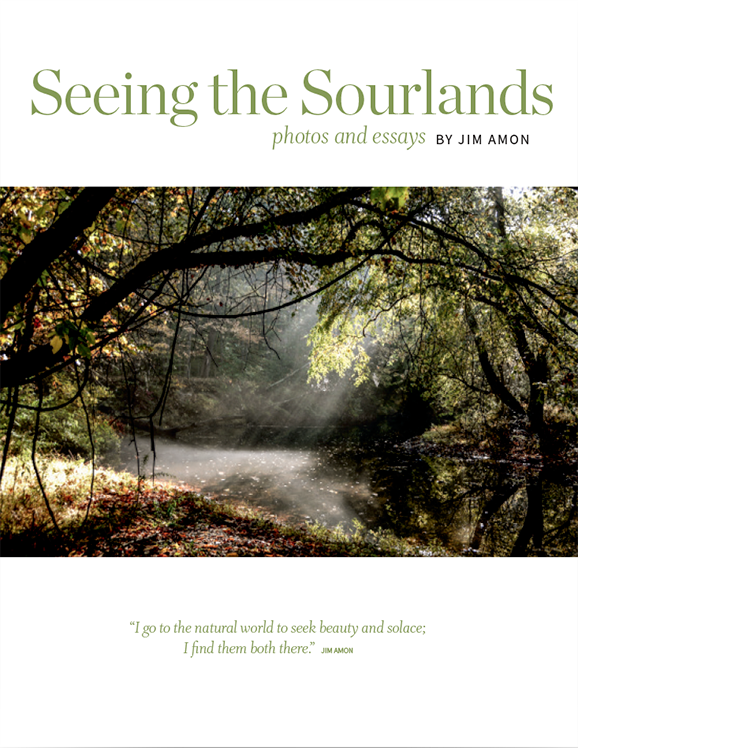 Seeing the Sourlands
photos and essays BY JIM AMON
“I go to the natural world to seek beauty and solace;
I find them both there.” JIM AMON